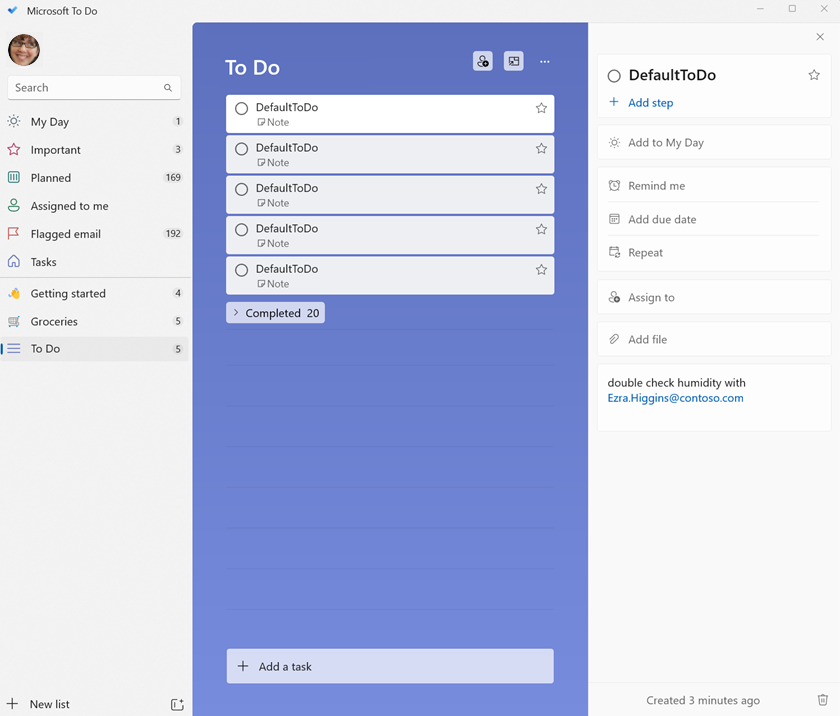 Microsoft To Do
Search
My Day 1
Important 3
Planned 169
Assigned to me
Flagged email 192
Tasks
Getting started 4
Groceries 5
To Do 5
New list
To Do
DefaultToDo
Note
DefaultToDo
Note
DefaultToDo
Note
DefaultToDo
Note
DefaultToDo
Note
Completed 20
Add a task
DefaultToDo
Add step
Add to My Day
Remind me
Add due date
Repeat
Assign to
Add file
double check humidity with
Ezra.Higgins@contoso.com
Created 3 minutes ago